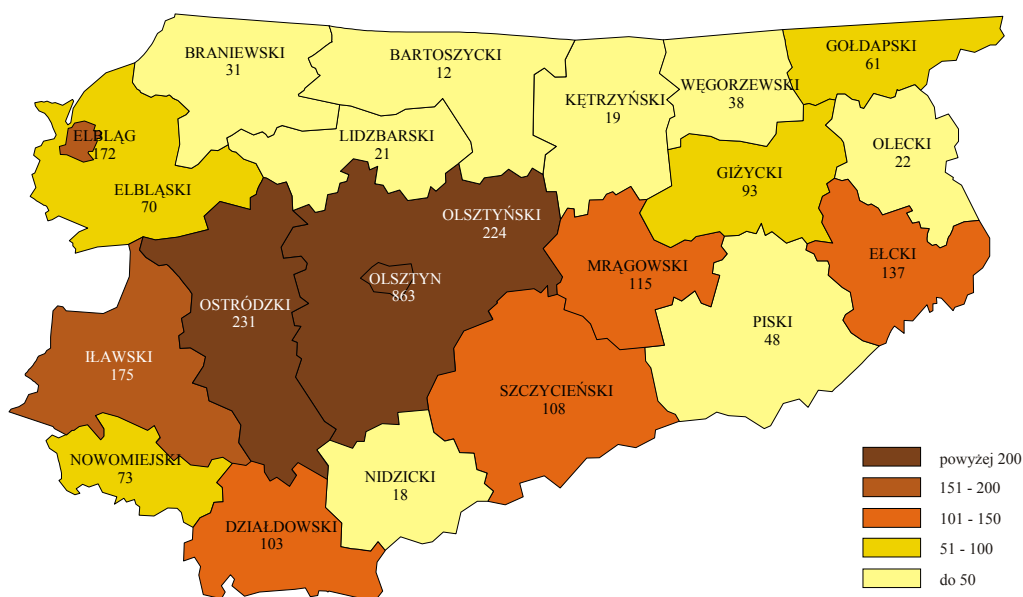 BRANIEWSKI
31
BARTOSZYCKI
12
GOŁDAPSKI
61
WĘGORZEWSKI
38
KĘTRZYŃSKI
19
ELBLĄG
172
LIDZBARSKI
21
OLECKI
22
ELBLĄSKI
70
GIŻYCKI
93
OLSZTYŃSKI
224
EŁCKI
137
MRĄGOWSKI
115
OLSZTYN
863
OSTRÓDZKI
231
PISKI
48
IŁAWSKI
175
SZCZYCIEŃSKI
108
NOWOMIEJSKI
73
NIDZICKI
18
DZIAŁDOWSKI
103
powyżej 200
151 - 200
101 - 150
51 - 100
do 50